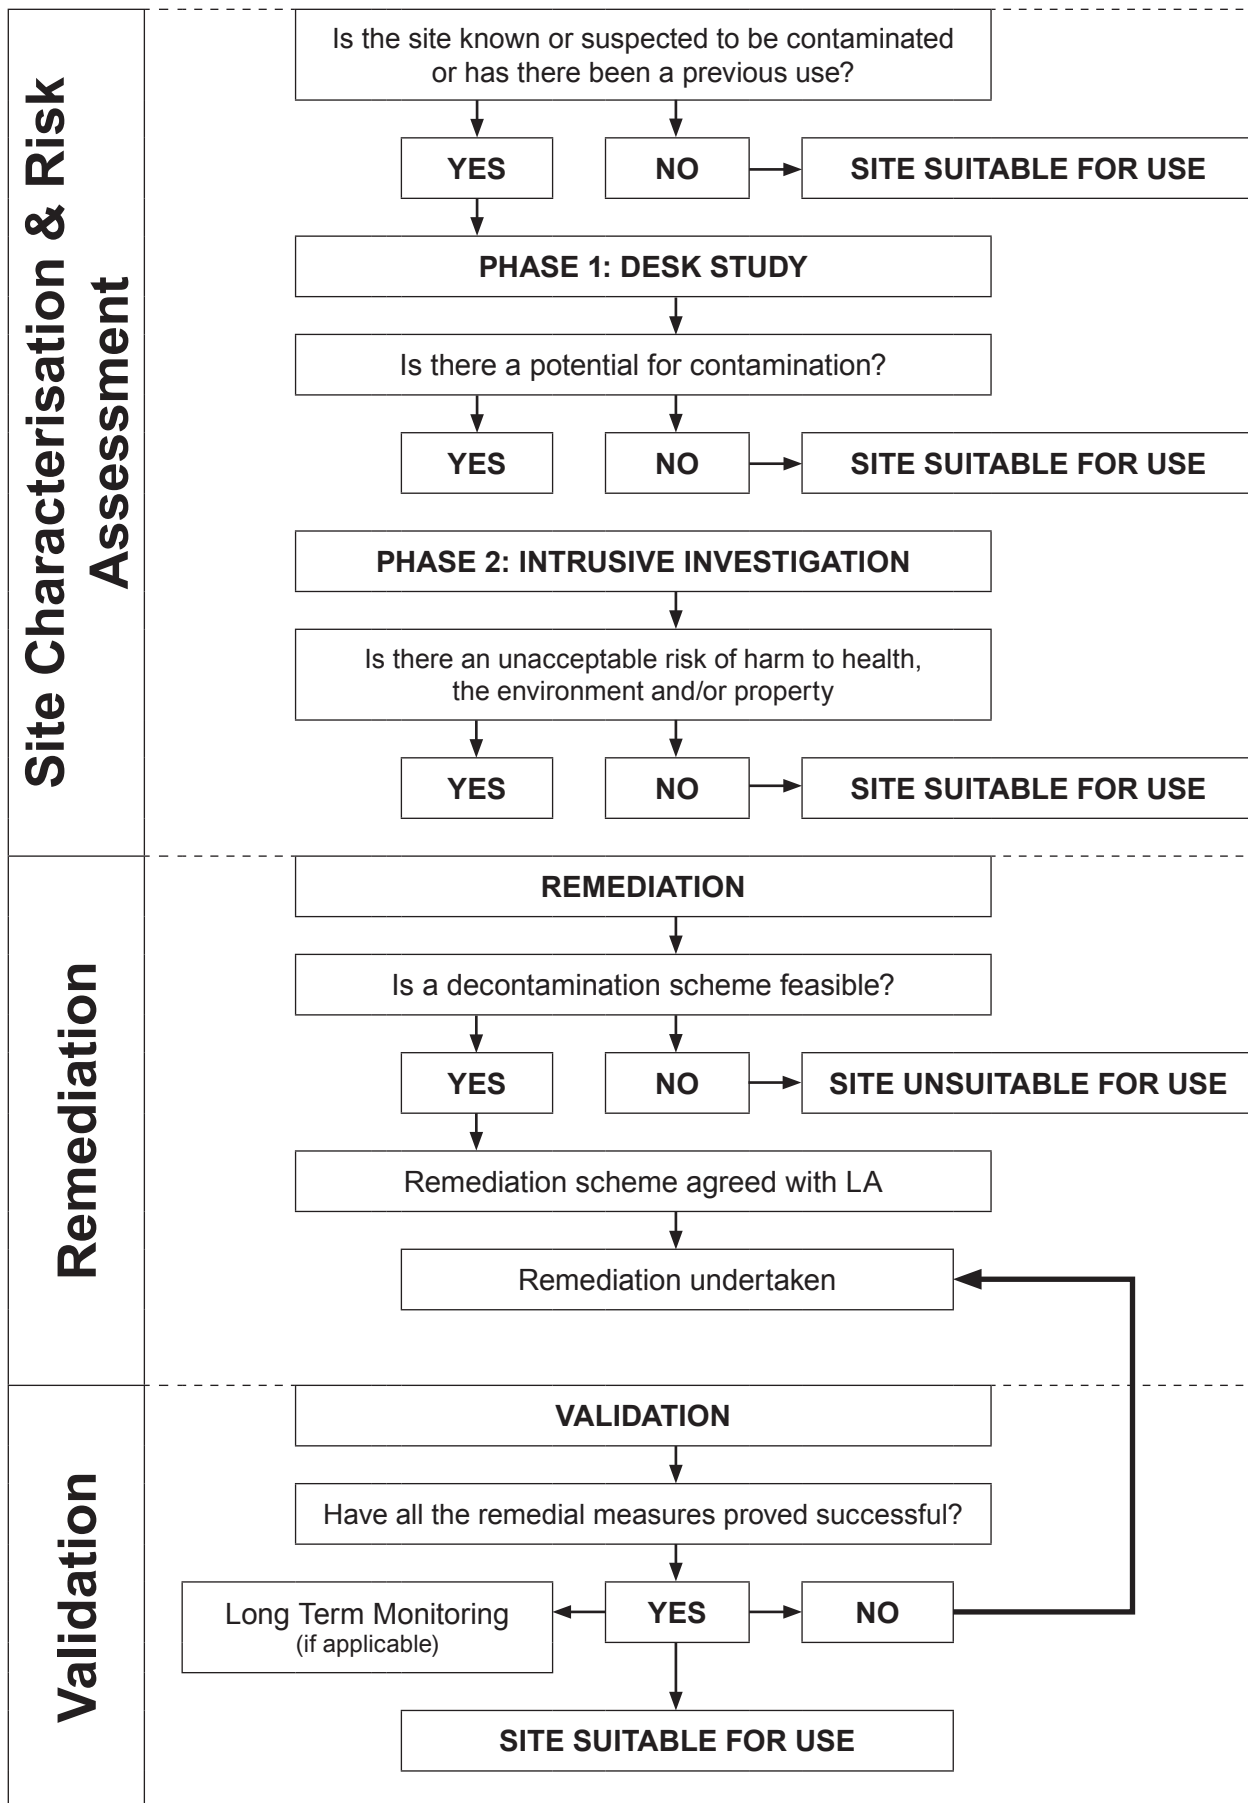 Site Characterisation & Risk
Assessment
Is the site known or suspected to be contaminated
or has there been a previous use?
YES
NO
SITE SUITABLE FOR USE
PHASE 1: DESK STUDY
Is there a potential for contamination?
YES
NO
SITE SUITABLE FOR USE
PHASE 2: INTRUSIVE INVESTIGATION
Is there an unacceptable risk of harm to health,
the environment and/or property
YES
NO
SITE SUITABLE FOR USE
Remediation
REMEDIATION
Is a decontamination scheme feasible?
YES
NO
SITE UNSUITABLE FOR USE
Remediation scheme agreed with LA
Remediation undertaken
Validation
VALIDATION
Have all the remedial measures proved successful?
Long Term Monitoring
(if applicable)
YES
NO
SITE SUITABLE FOR USE